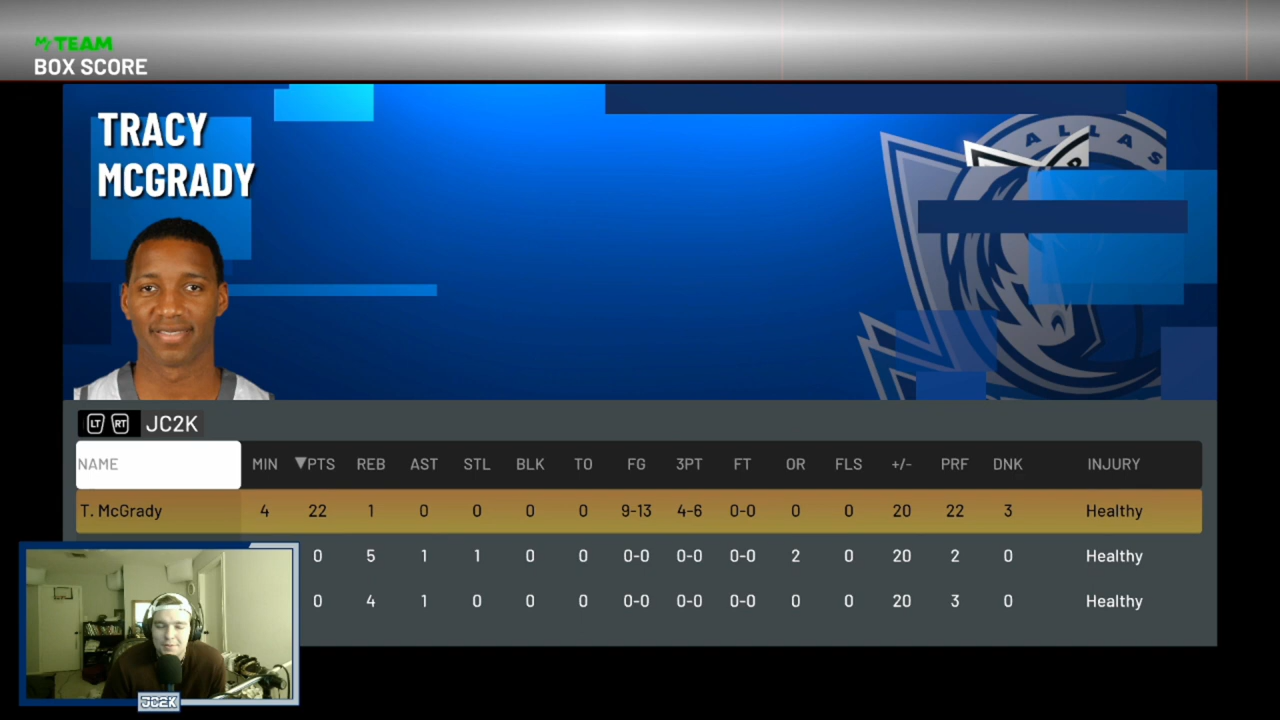 MyTEAM
BOX SCORE
TRACY
MCGRADY
ALLAS
LT RT JC2K
NAME MIN ▼PTS REB AST STL BLK TO FG 3PT FT OR FLS +/- PRF DNK INJURY
T. McGrady 4 22 1 0 0 0 0 9-13 4-6 0-0 0 0 20 22 3 Healthy
0 5 1 1 0 0 0-0 0-0 0-0 2 0 20 2 0 Healthy
0 4 1 0 0 0 0-0 0-0 0-0 0 0 20 3 0 Healthy
JC2K